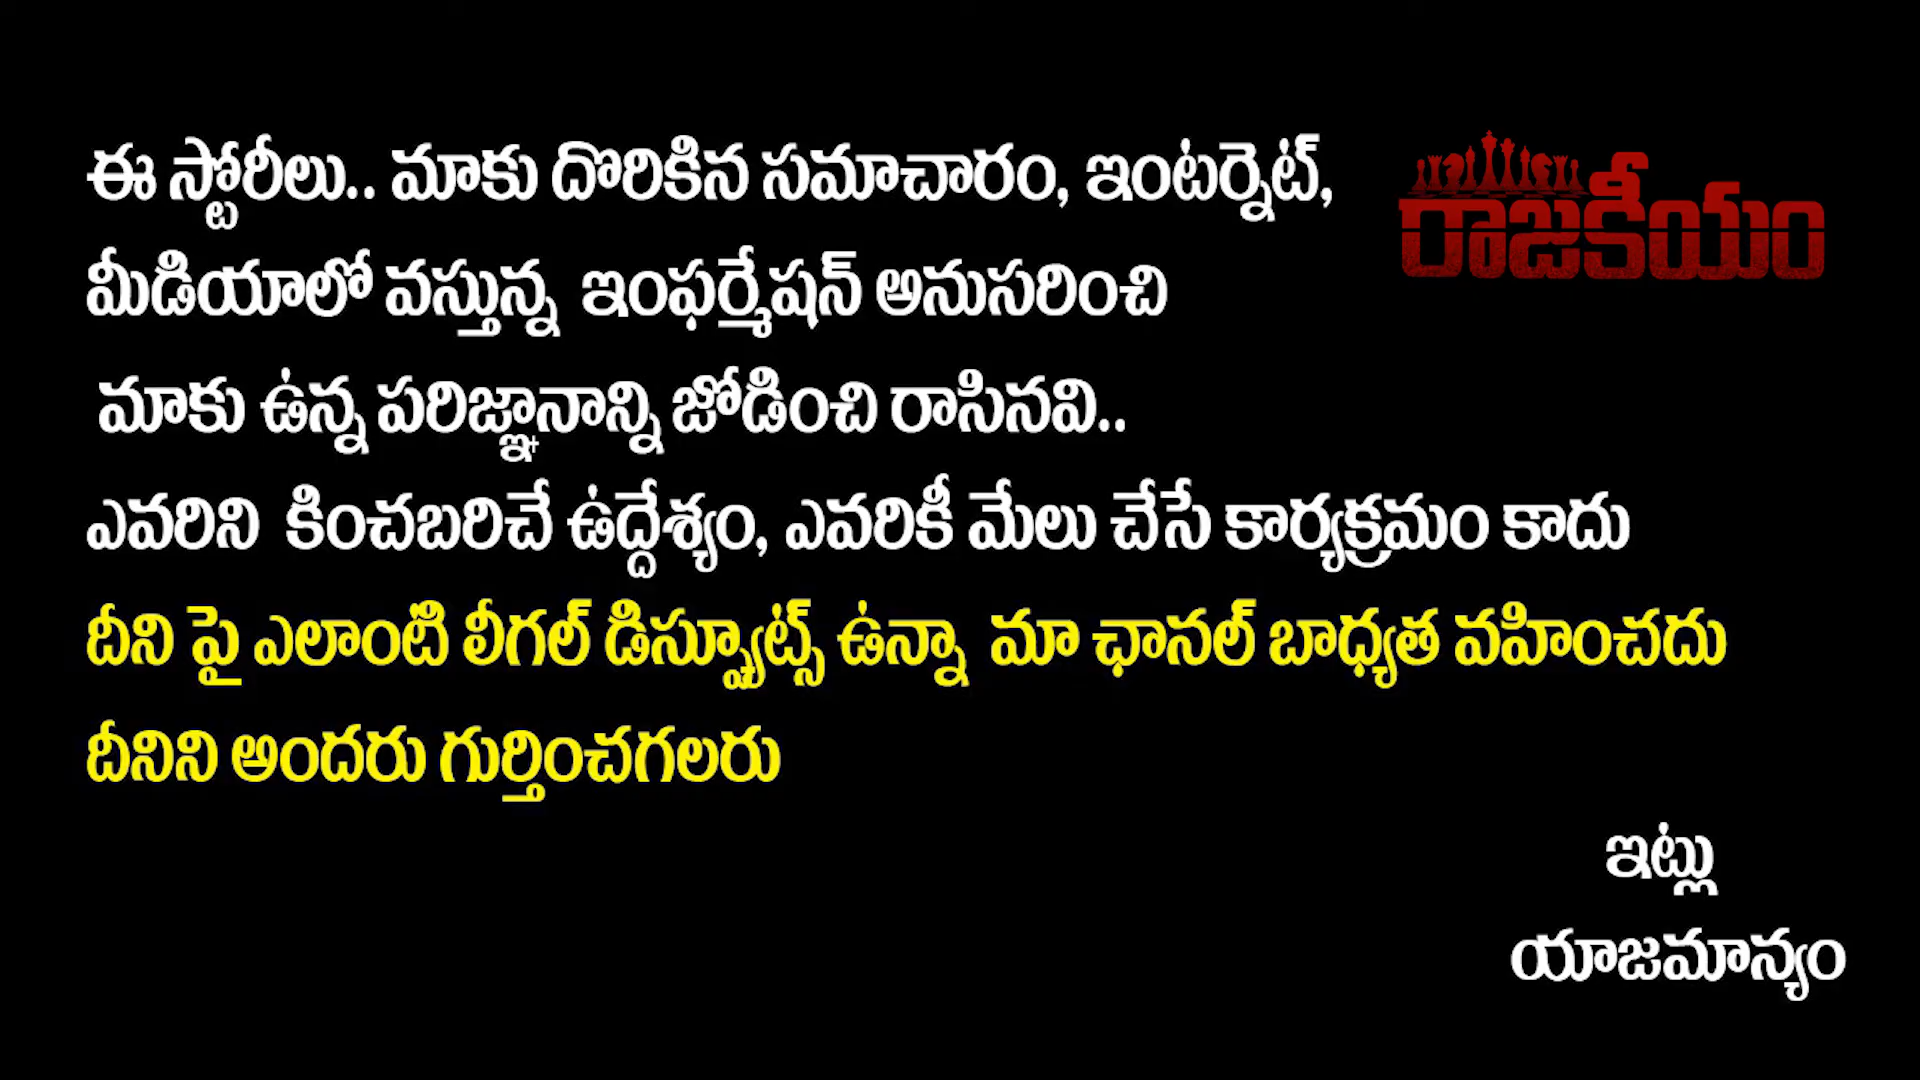 ఈ స్టోరీలు.. మాకు దొరికిన సమాచారం, ఇంటర్నెట్,
రాజకీయం
మీడియాలో వస్తున్న ఇంఫర్మేషన్ అనుసరించి
మాకు ఉన్న పరిజ్ఞానాన్ని జోడించి రాసినవి..
ఎవరిని కించబరిచే ఉద్దేశ్యం, ఎవరికీ మేలు చేసే కార్యక్రమం కాదు
దీని పై ఎలాంటి లీగల్ డిస్ప్యూట్స్ ఉన్నా మా ఛానల్ బాధ్యత వహించదు
దీనిని అందరు గుర్తించగలరు
ఇట్లు
యాజమాన్యం